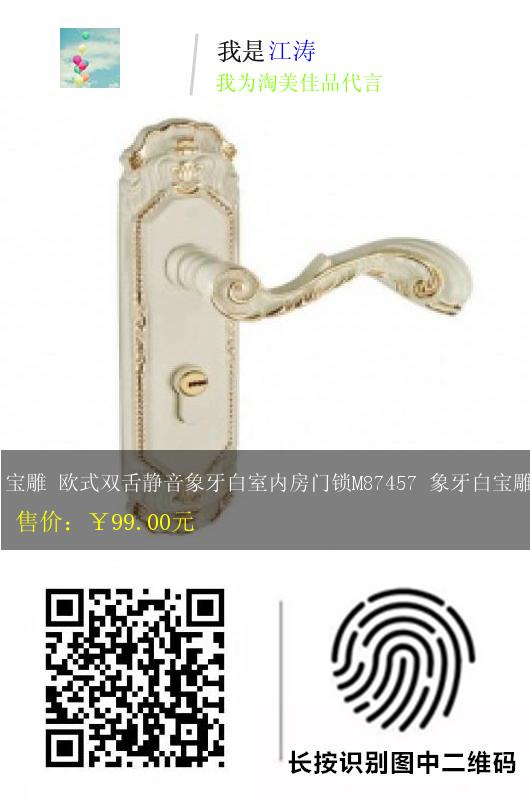 我是江涛
我为淘美佳品代言
宝雕 欧式双舌静音象牙白室内房门锁M87457 象牙白宝雕
售价：￥99.00元
长按识别图中二维码